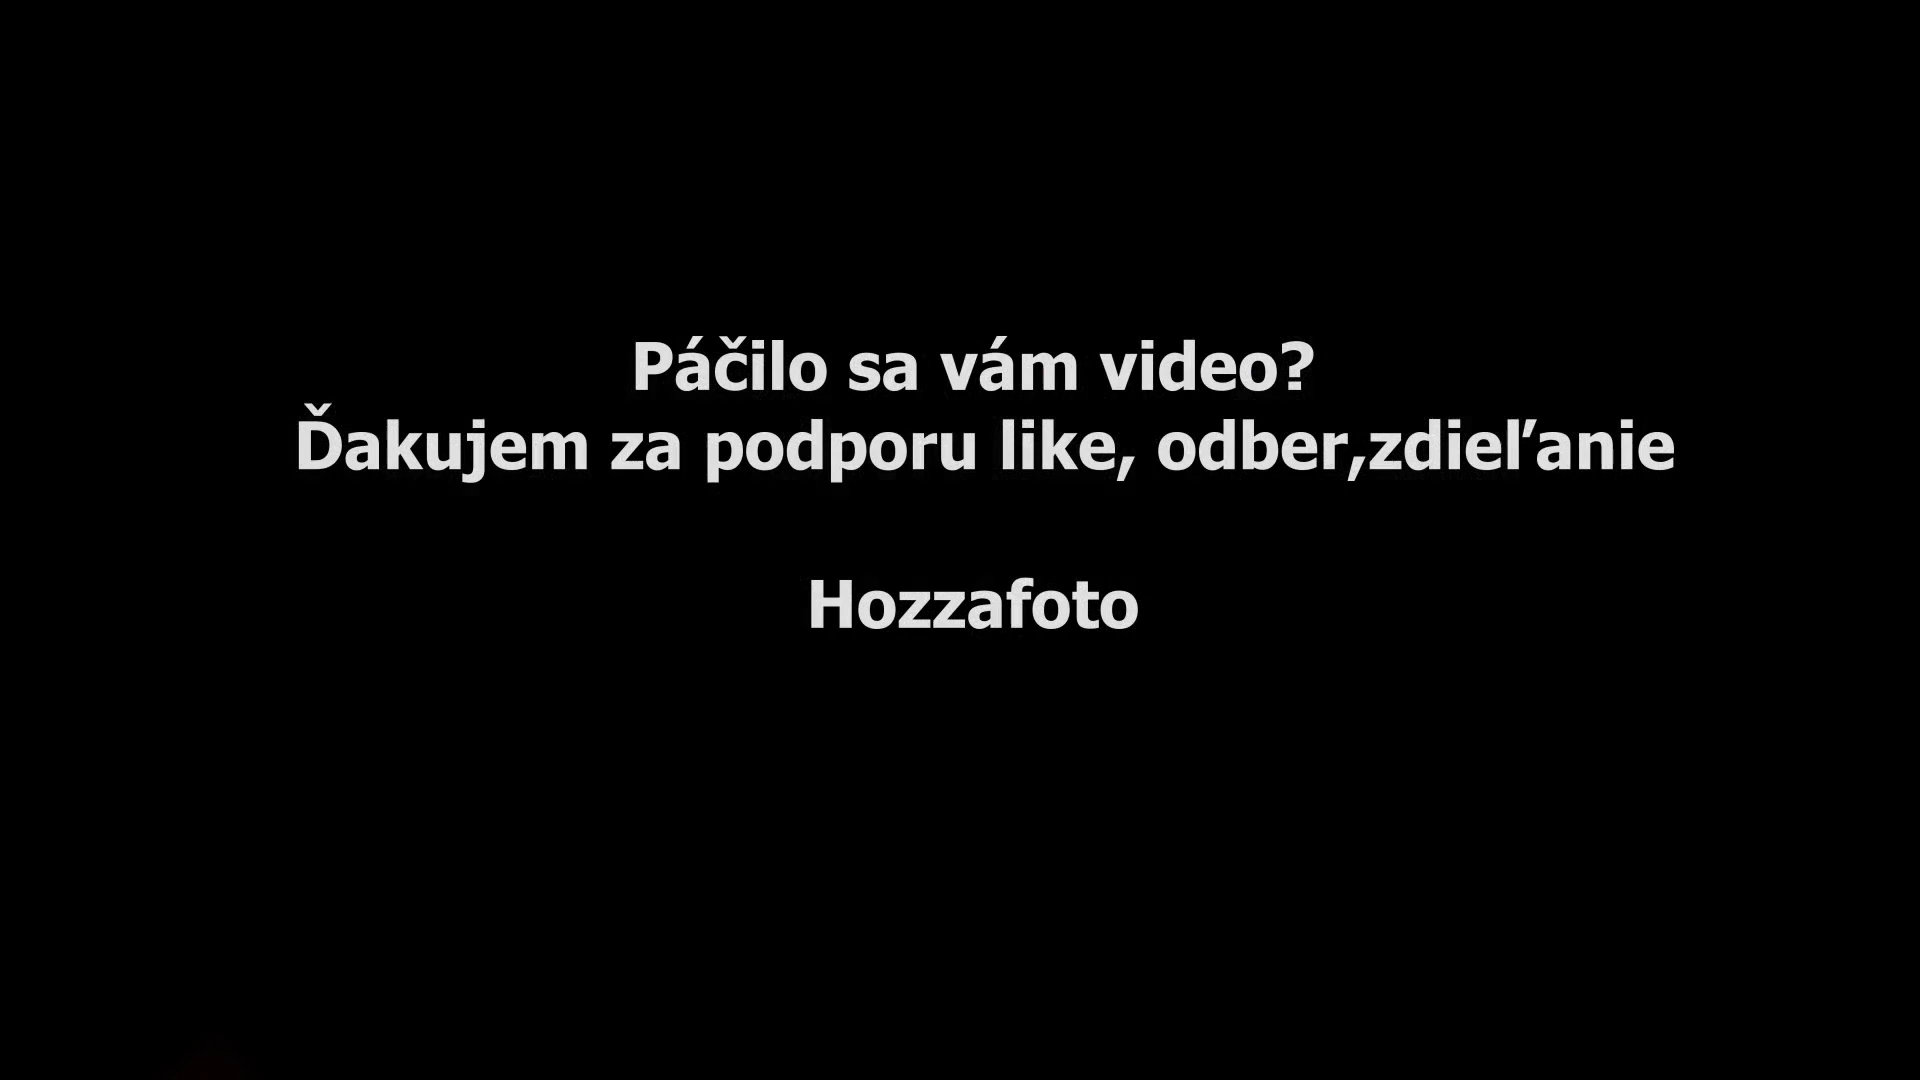 Páčilo sa vám video?
Ďakujem za podporu like, odber,zdieľanie
Hozzafoto